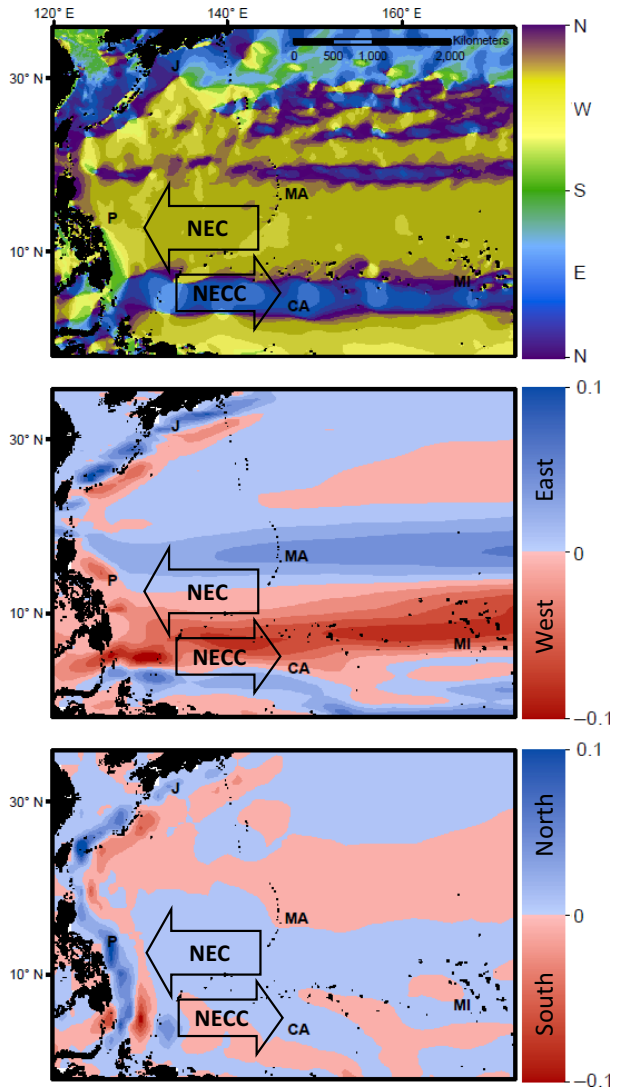 120° E 140° E 160° E
Kilometers
0 500 1,000 2,000
J
30° N
N
W
S
E
N
MA
P
NEC
10° N
MI
NECC
CA
0.1
30° N
J
East
MA
0
P
NEC
10° N
West
NECC
MI
CA
–0.1
0.1
J
30° N
North
MA
0
P
NEC
10° N
South
NECC
MI
CA
–0.1